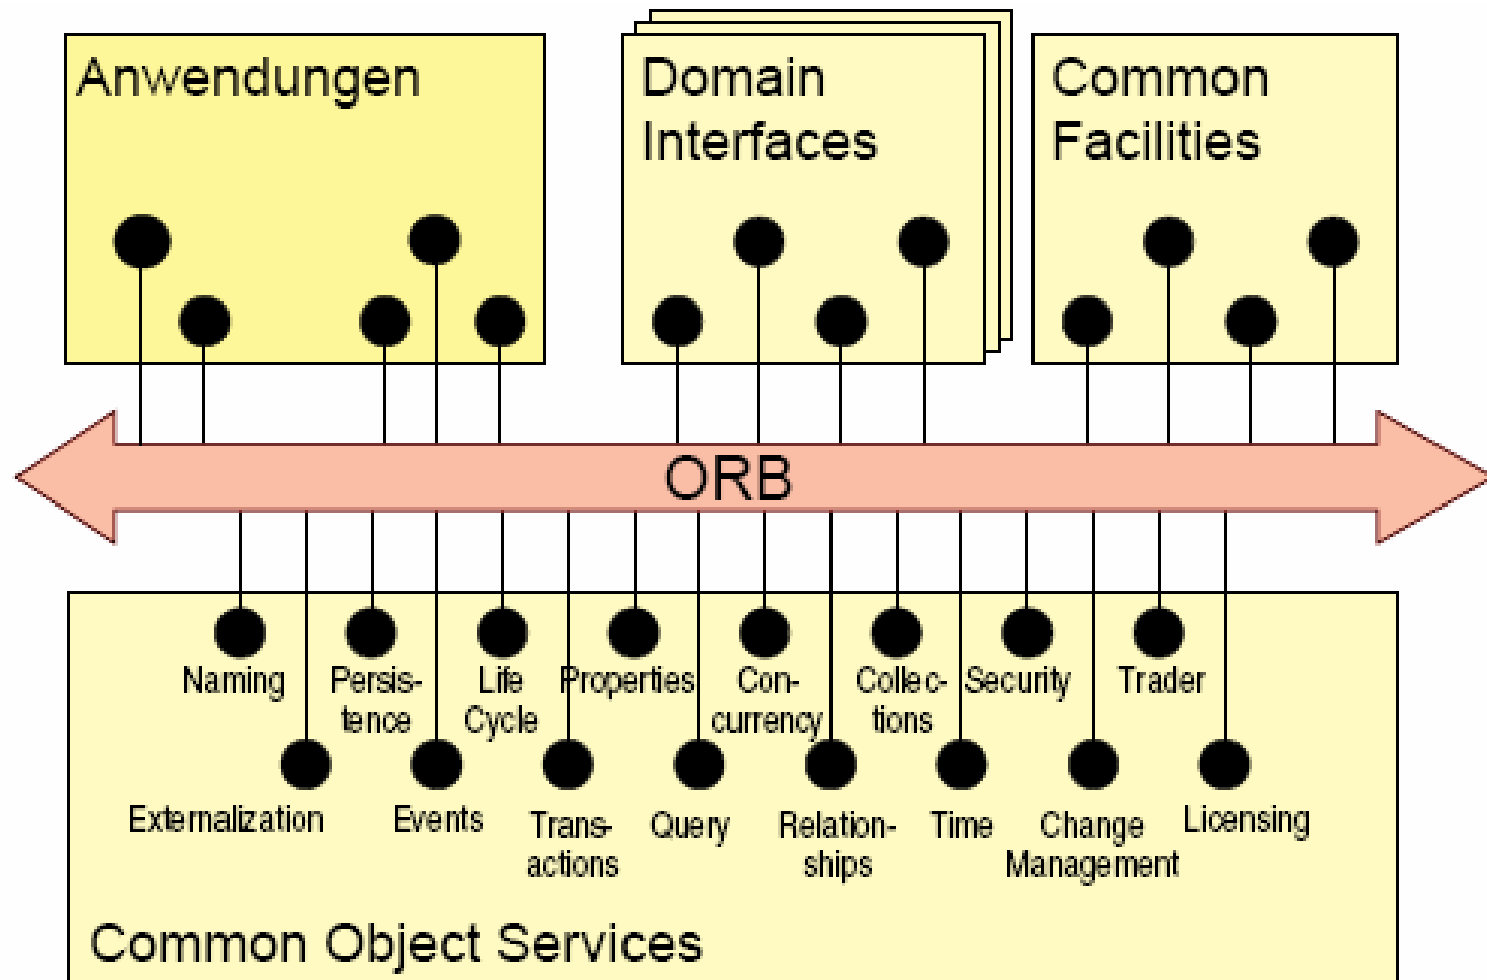 Anwendungen
Domain
Interfaces
Common
Facilities
ORB
Naming
Persis-
tence
Life
Cycle
Properties
Con-
currency
Collec-
tions
Security
Trader
Externalization
Events
Trans-
actions
Query
Relation-
ships
Time
Change
Management
Licensing
Common Object Services